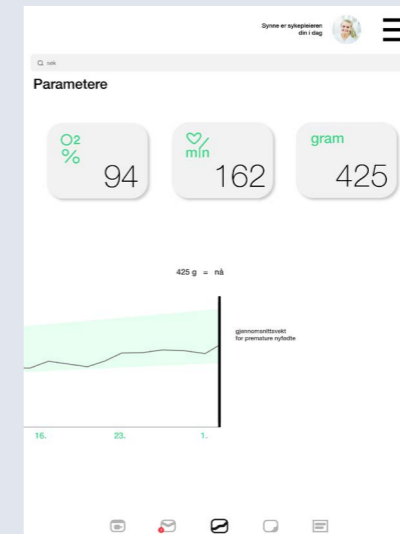 Synne er sykepleieren
din i dag
søk
Parametere
O2
%
94
/
min
162
gram
425
425 g = nå
gjennomsnittsvekt
for premature nyfødte
16.
23.
1.